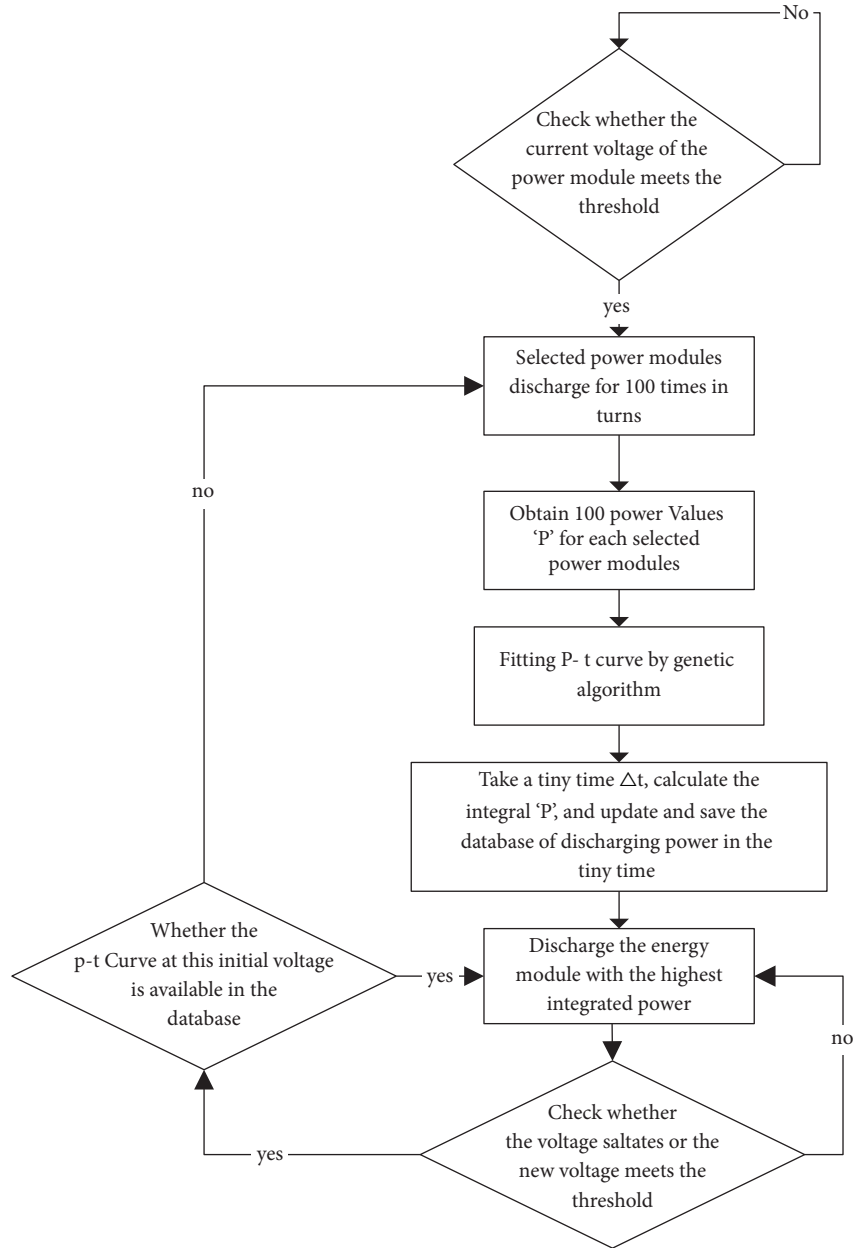 No
Check whether the
current voltage of the
power module meets the
threshold
yes
Selected power modules
discharge for 100 times in
turns
no
Obtain 100 power Values
‘P’ for each selected
power modules
Fitting P- t curve by genetic
algorithm
Take a tiny time △t, calculate the
integral ‘P’, and update and save the
database of discharging power in the
tiny time
Whether the
p-t Curve at this initial voltage
is available in the
database
yes
Discharge the energy
module with the highest
integrated power
no
Check whether
the voltage saltates or the
new voltage meets the
threshold
yes